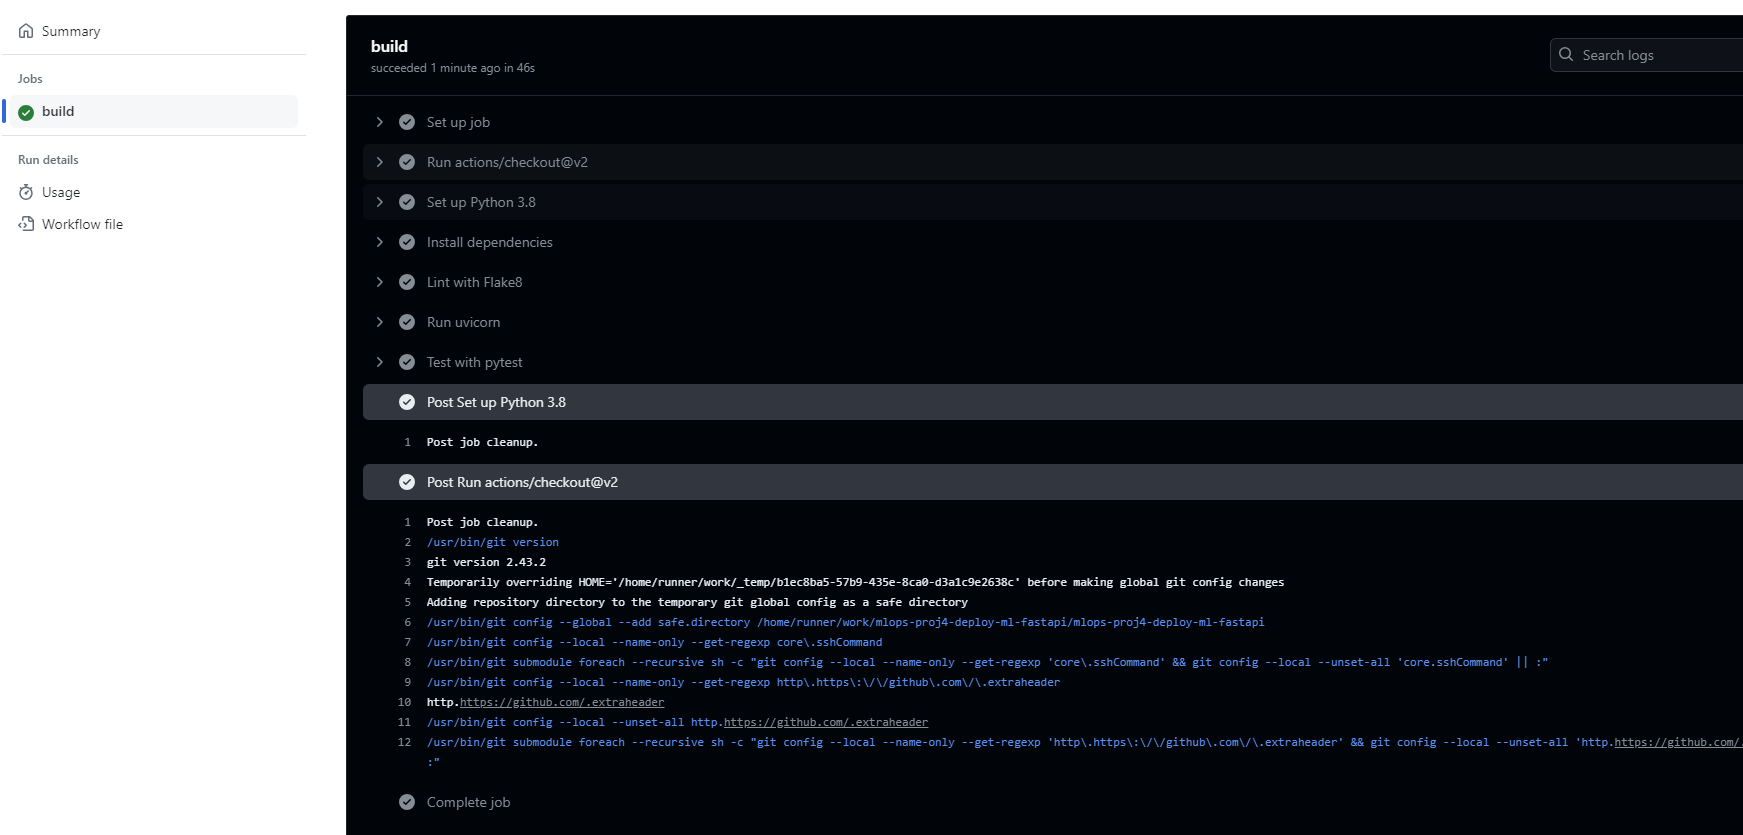 Summary
Jobs
build
Run details
Usage
Workflow file
build
succeeded 1 minute ago in 46s
Search logs
Set up job
Run actions/checkout@v2
Set up Python 3.8
Install dependencies
Lint with Flake8
Run uvicorn
Test with pytest
Post Set up Python 3.8
1 Post job cleanup.
Post Run actions/checkout@v2
1 Post job cleanup.
2 /usr/bin/git version
3 git version 2.43.2
4 Temporarily overriding HOME='/home/runner/work/_temp/b1ec8ba5-57b9-435e-8ca0-d3a1c9e2638c' before making global git config changes
5 Adding repository directory to the temporary git global config as a safe directory
6 /usr/bin/git config --global --add safe.directory /home/runner/work/mlops-proj4-deploy-ml-fastapi/mlops-proj4-deploy-ml-fastapi
7 /usr/bin/git config --local --name-only --get-regexp core\.sshCommand
8 /usr/bin/git submodule foreach --recursive sh -c "git config --local --name-only --get-regexp 'core\.sshCommand' && git config --local --unset-all 'core.sshCommand' || :"
9 /usr/bin/git config --local --name-only --get-regexp http\.https\:\/\/github\.com\/\.extraheader
10 http.https://github.com/.extraheader
11 /usr/bin/git config --local --unset-all http.https://github.com/.extraheader
12 /usr/bin/git submodule foreach --recursive sh -c "git config --local --name-only --get-regexp 'http\.https\:\/\/github\.com\/\.extraheader' && git config --local --unset-all 'http.https://github.com/.
:"
Complete job